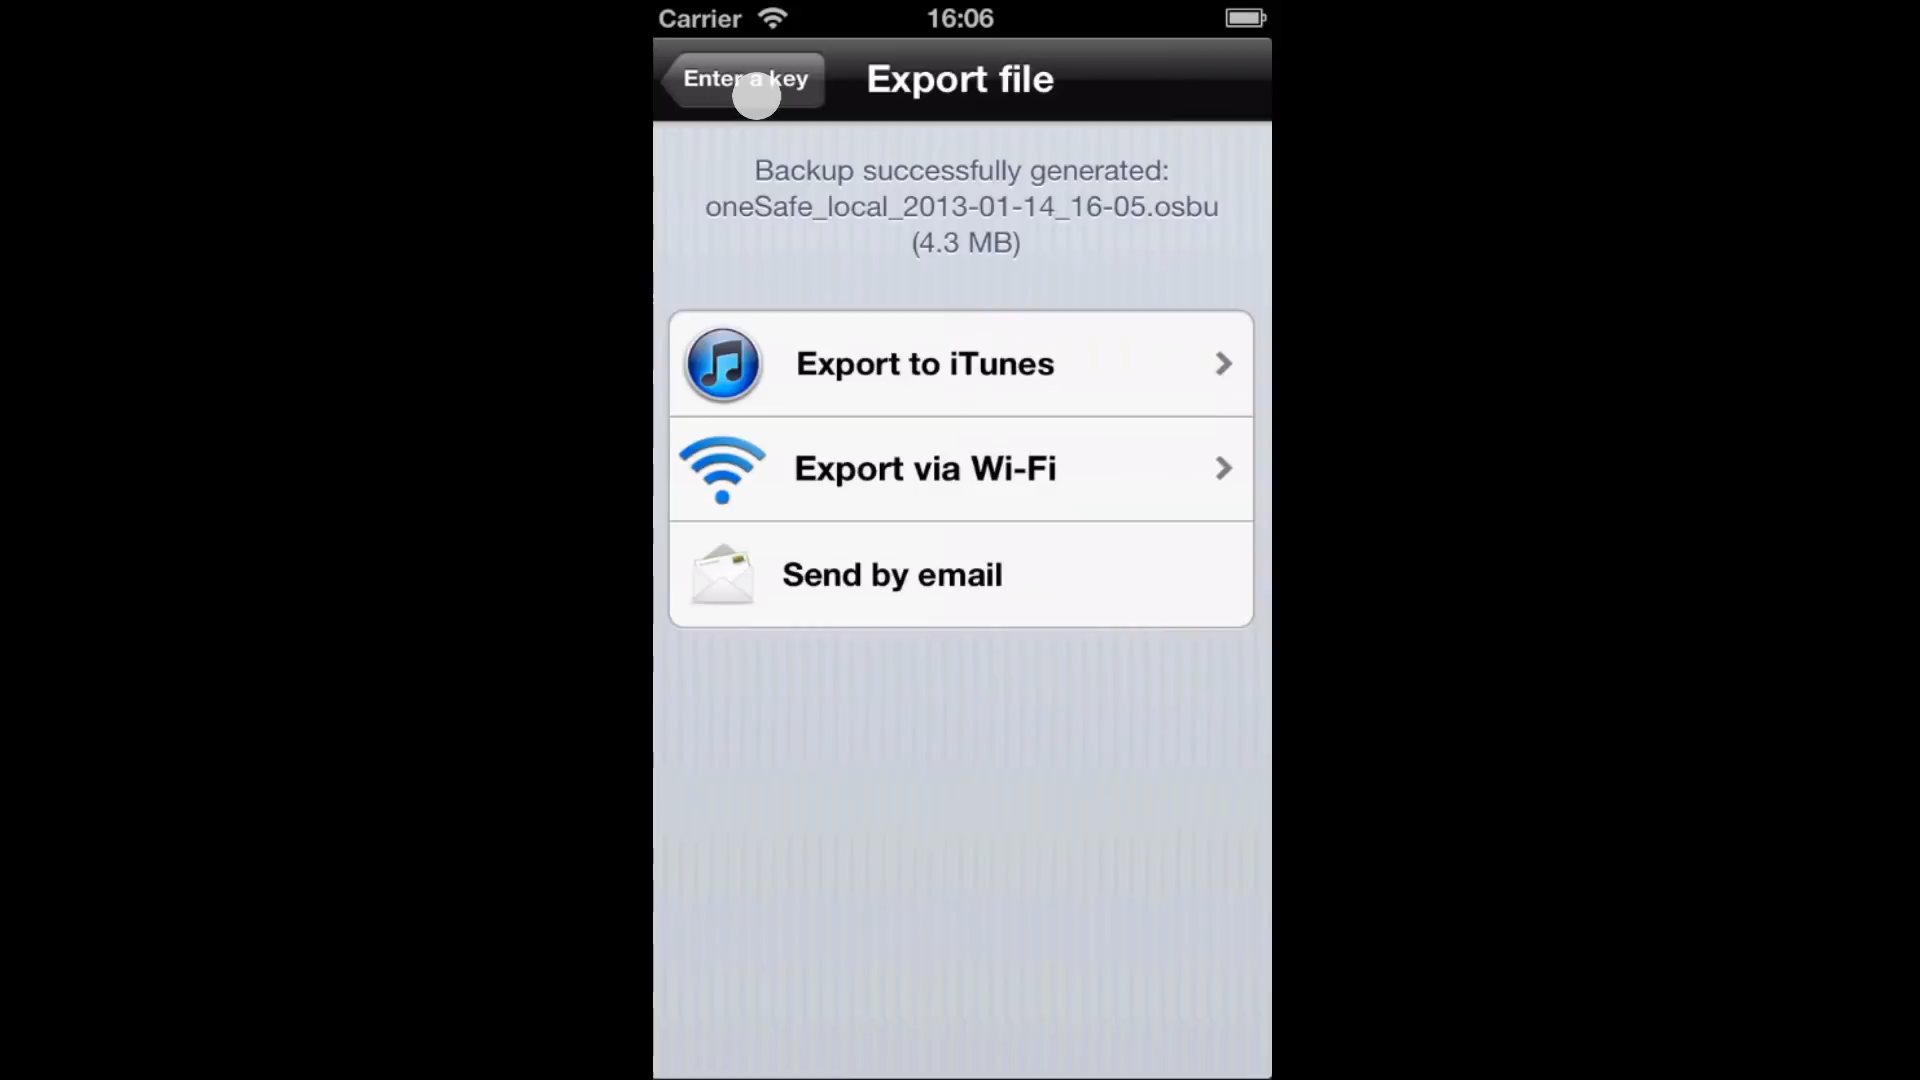 Carrier 16:06
Enter a key Export file
Backup successfully generated:
oneSafe_local_2013-01-14_16-05.osbu
(4.3 MB)
Export to iTunes
Export via Wi-Fi
Send by email